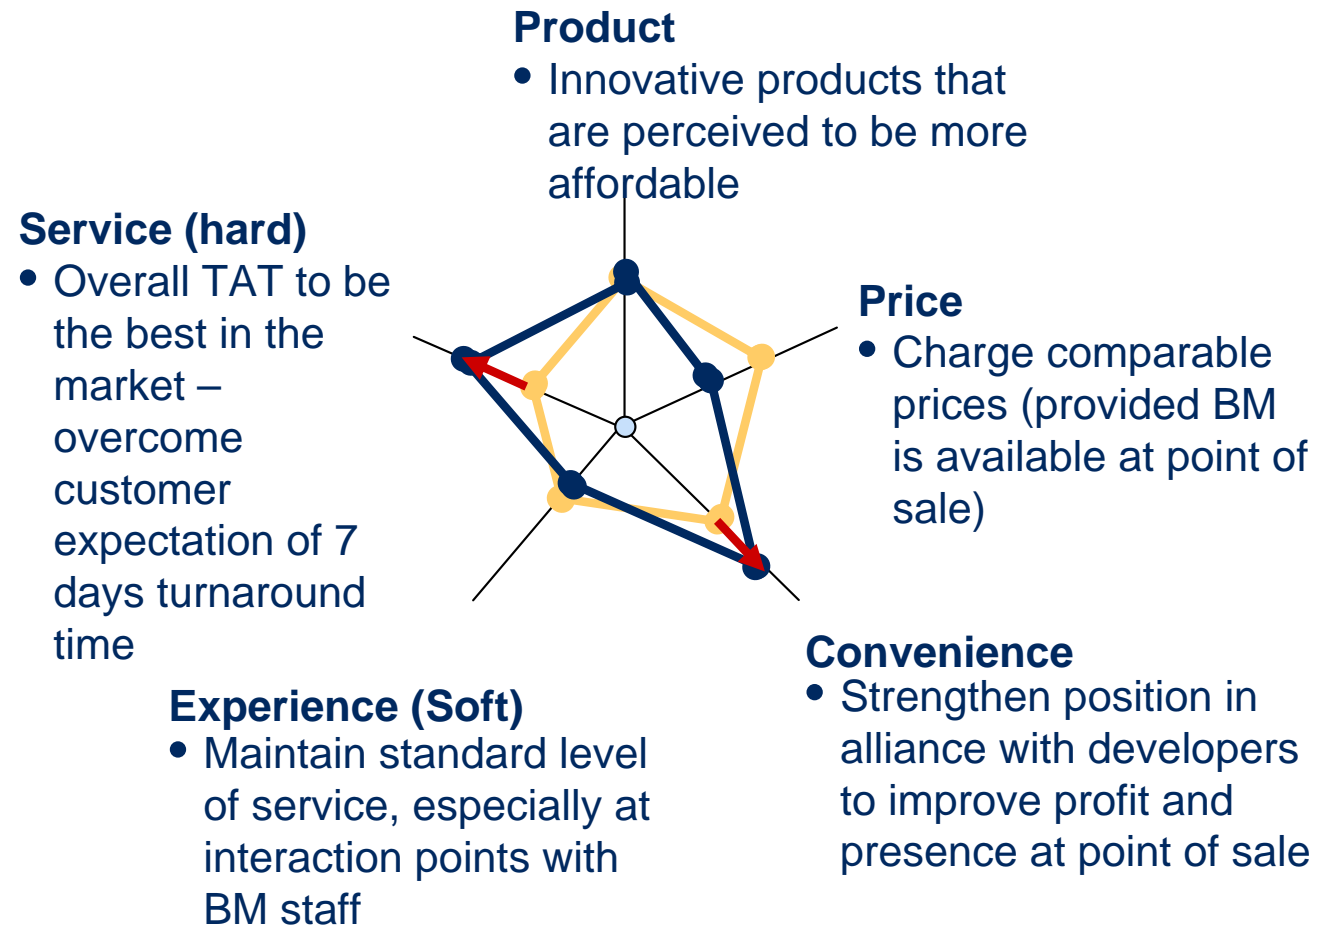 Product
• Innovative products that
are perceived to be more
affordable
Service (hard)
• Overall TAT to be
the best in the
market –
overcome
customer
expectation of 7
days turnaround
time
Price
• Charge comparable
prices (provided BM
is available at point of
sale)
Experience (Soft)
• Maintain standard level
of service, especially at
interaction points with
BM staff
Convenience
• Strengthen position in
alliance with developers
to improve profit and
presence at point of sale